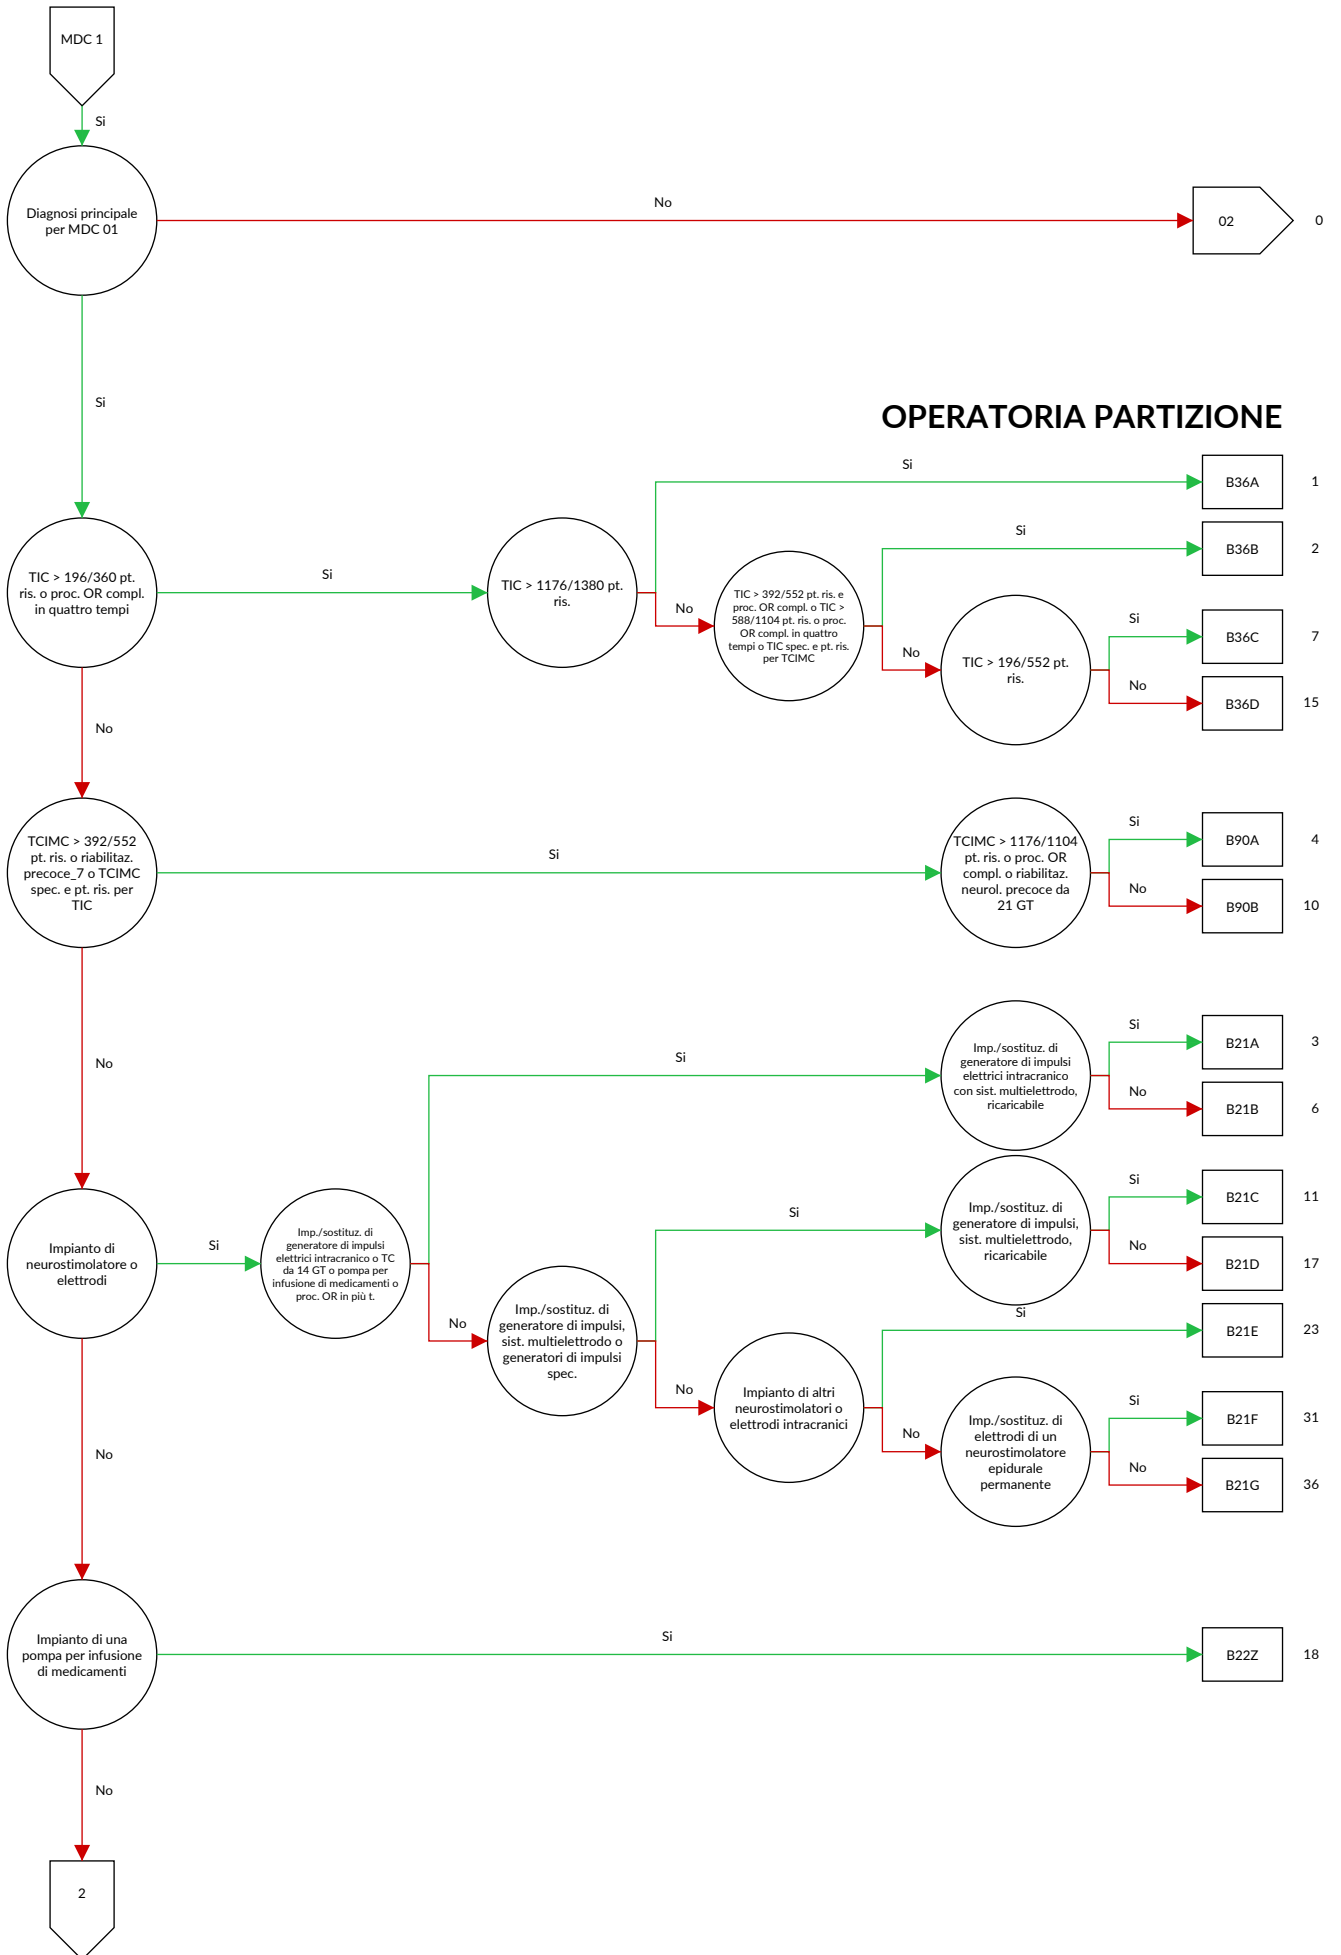 MDC 1
Si
Diagnosi principale
per MDC 01
No
02
0
Si
OPERATORIA PARTIZIONE
TIC > 196/360 pt.
ris. o proc. OR compl.
in quattro tempi
Si
TIC > 1176/1380 pt.
ris.
Si
B36A
1
No
TIC > 392/552 pt. ris. e
proc. OR compl. o TIC >
588/1104 pt. ris. o proc.
OR compl. in quattro
tempi o TIC spec. e pt. ris.
per TCIMC
Si
B36B
2
No
TIC > 196/552 pt.
ris.
Si
B36C
7
No
B36D
15
No
TCIMC > 392/552
pt. ris. o riabilitaz.
precoce_7 o TCIMC
spec. e pt. ris. per
TIC
Si
TCIMC > 1176/1104
pt. ris. o proc. OR
compl. o riabilitaz.
neurol. precoce da
21 GT
Si
B90A
4
No
B90B
10
No
Impianto di
neurostimolatore o
elettrodi
Si
Imp./sostituz. di
generatore di impulsi
elettrici intracranico o TC
da 14 GT o pompa per
infusione di medicamenti o
proc. OR in più t.
Si
Imp./sostituz. di
generatore di impulsi
elettrici intracranico
con sist. multielettrodo,
ricaricabile
Si
B21A
3
No
B21B
6
No
Imp./sostituz. di
generatore di impulsi,
sist. multielettrodo o
generatori di impulsi
spec.
Si
Imp./sostituz. di
generatore di impulsi,
sist. multielettrodo,
ricaricabile
Si
B21C
11
No
B21D
17
No
Impianto di altri
neurostimolatori o
elettrodi intracranici
Si
B21E
23
No
Imp./sostituz. di
elettrodi di un
neurostimolatore
epidurale
permanente
Si
B21F
31
No
B21G
36
No
Impianto di una
pompa per infusione
di medicamenti
Si
B22Z
18
No
2